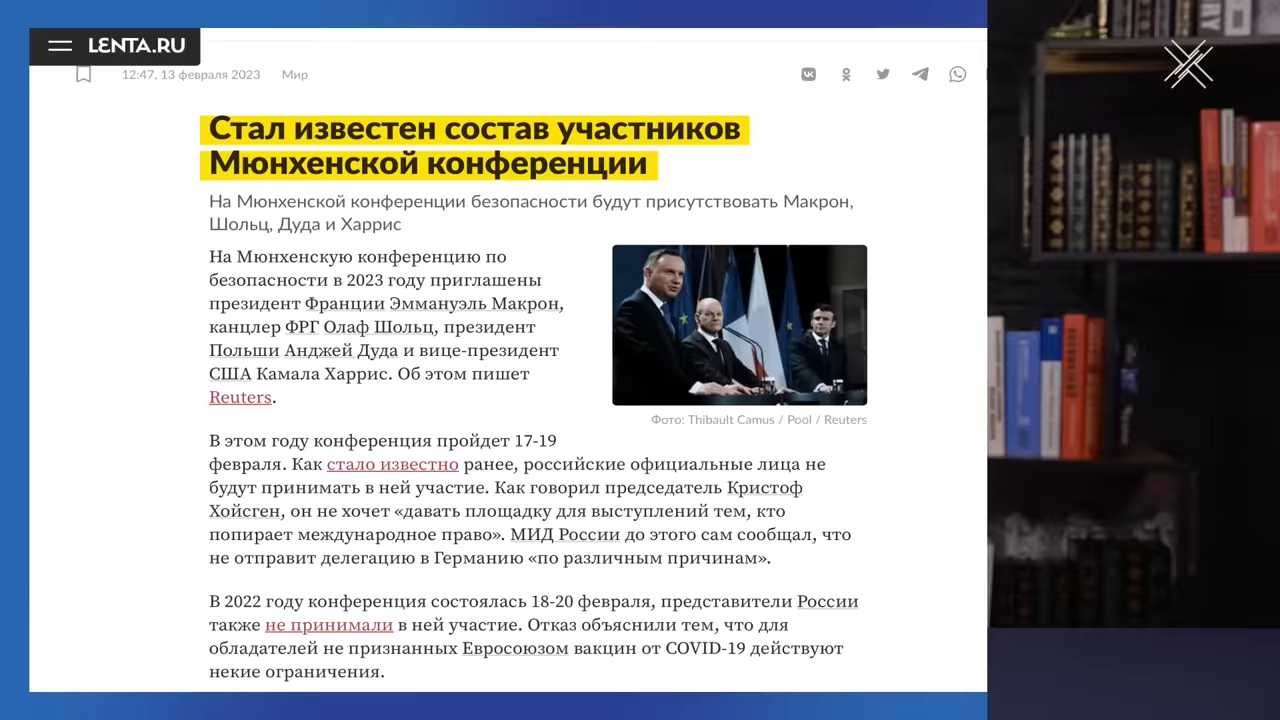 LENTA.RU
12:47, 13 февраля 2023 Мир
Стал известен состав участников
Мюнхенской конференции
На Мюнхенской конференции безопасности будут присутствовать Макрон,
Шольц, Дуда и Харрис
На Мюнхенскую конференцию по
безопасности в 2023 году приглашены
президент Франции Эммануэль Макрон,
канцлер ФРГ Олаф Шольц, президент
Польши Анджей Дуда и вице-президент
США Камала Харрис. Об этом пишет
Reuters.
Фото: Thibault Camus / Pool / Reuters
В этом году конференция пройдет 17-19
февраля. Как стало известно ранее, российские официальные лица не
будут принимать в ней участие. Как говорил председатель Кристоф
Хойсген, он не хочет «давать площадку для выступлений тем, кто
попирает международное право». МИД России до этого сам сообщал, что
не отправит делегацию в Германию «по различным причинам».
В 2022 году конференция состоялась 18-20 февраля, представители России
также не принимали в ней участие. Отказ объяснили тем, что для
обладателей не признанных Евросоюзом вакцин от COVID-19 действуют
некие ограничения.